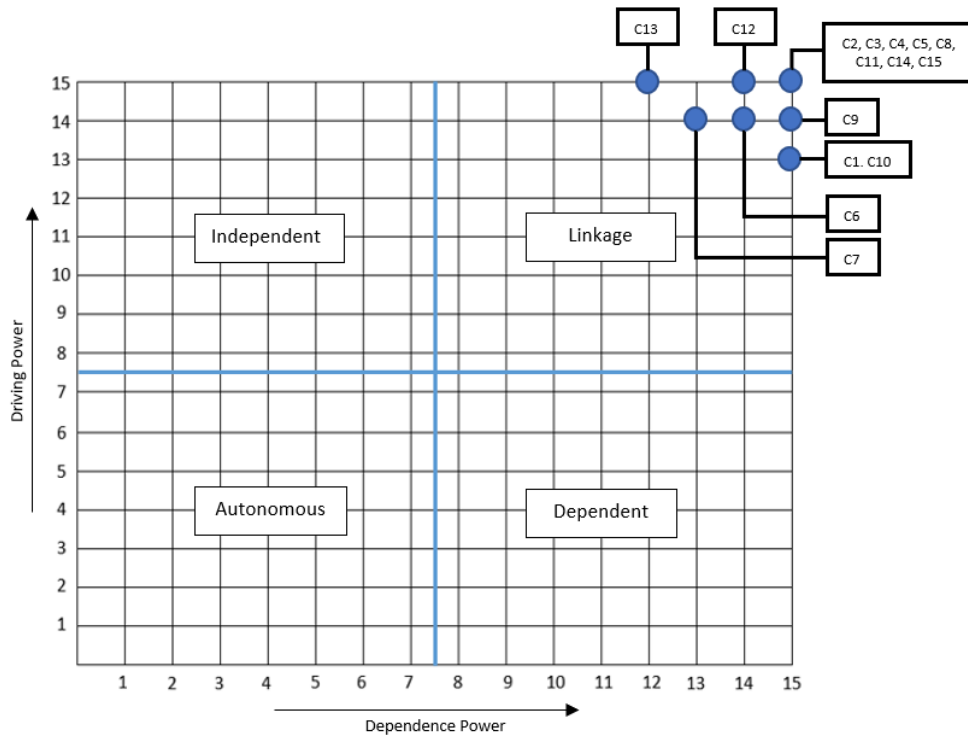 C13
C12
C2, C3, C4, C5, C8,
C11, C14, C15
15
14
C9
13
C1. C10
12
C6
11
Independent
Linkage
C7
10
9
8
7
6
5
4
Autonomous
Dependent
3
2
1
Driving Power
1 2 3 4 5 6 7 8 9 10 11 12 13 14 15
Dependence Power